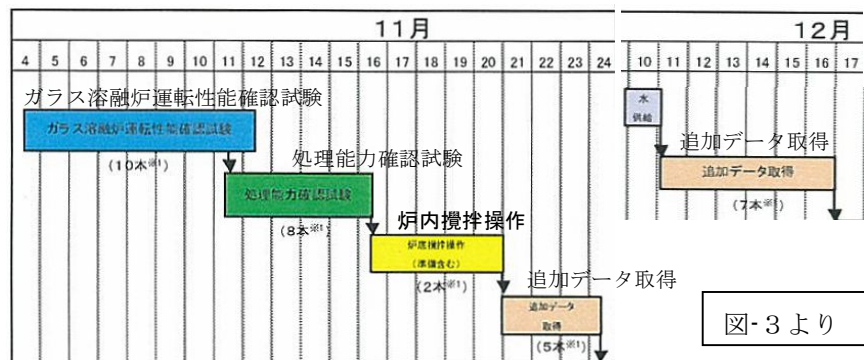 11月
12月
4 5 6 7 8 9 10 11 12 13 14 15 16 17 18 19 20 21 22 23 24
10 11 12 13 14 15 16 17
ガラス溶融炉運転性能確認試験
ガラス溶融炉運転性能確認試験
(10本※1)
処理能力確認試験
処理能力確認試験
(8本※1)
炉内攪拌操作
炉底攪拌操作
(準備含む)
(2本※1)
追加データ取得
追加データ
取得
(5本※1)
水
供給
追加データ取得
追加データ取得
(7本※1)
図-3より